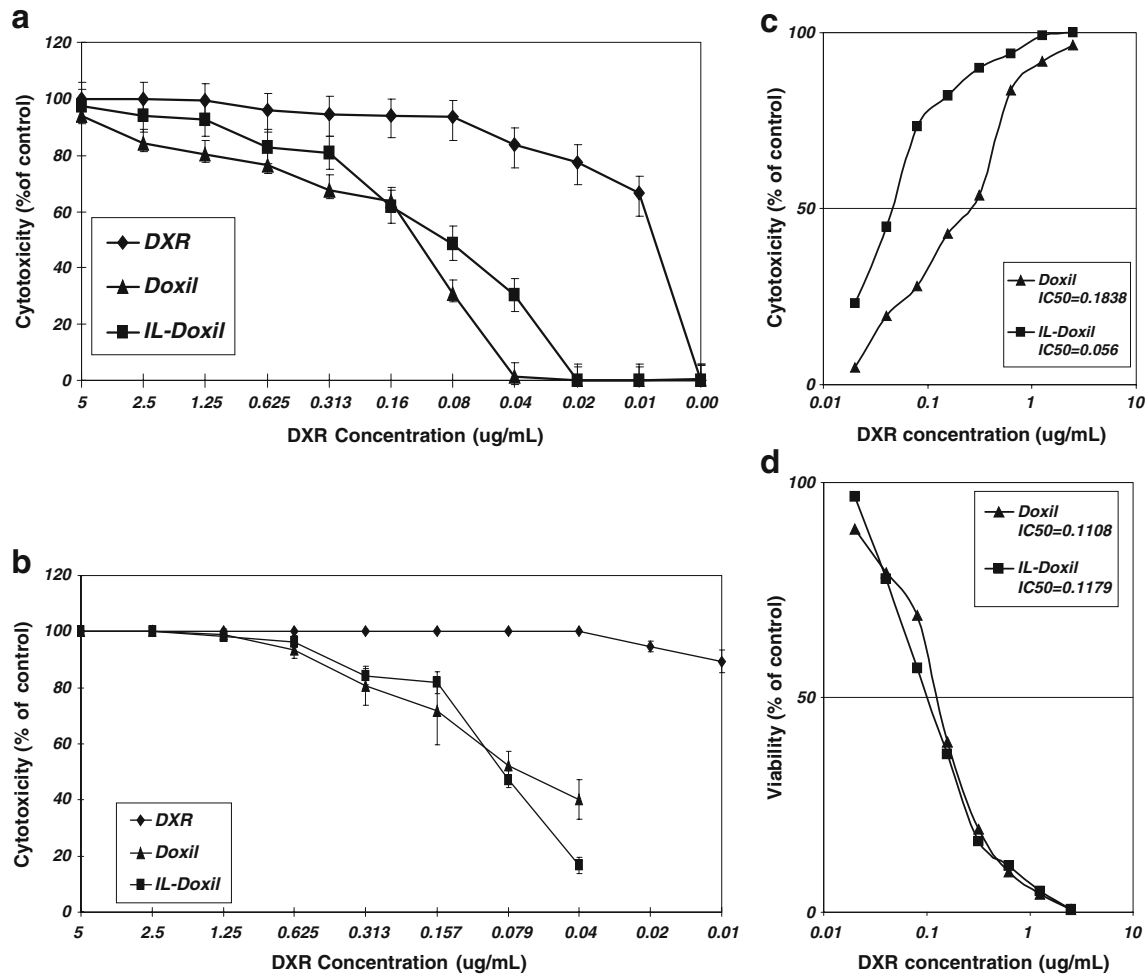 a
Cytotoxicity (%of control)
120
100
80
60
40
20
0
DXR
Doxil
IL-Doxil
5 2.5 1.25 0.625 0.313 0.16 0.08 0.04 0.02 0.01 0.00
DXR Concentration (ug/mL)
b
Cytotoxicity (% of control)
120
100
80
60
40
20
0
DXR
Doxil
IL-Doxil
5 2.5 1.25 0.625 0.313 0.157 0.079 0.04 0.02 0.01
DXR Concentration (ug/mL)
c
Cytotoxicity (% of control)
100
50
0
Doxil
IC50=0.1838
IL-Doxil
IC50=0.056
0.01 0.1 1 10
DXR concentration (ug/mL)
d
Viability (% of control)
100
50
0
Doxil
IC50=0.1108
IL-Doxil
IC50=0.1179
0.01 0.1 1 10
DXR concentration (ug/mL)